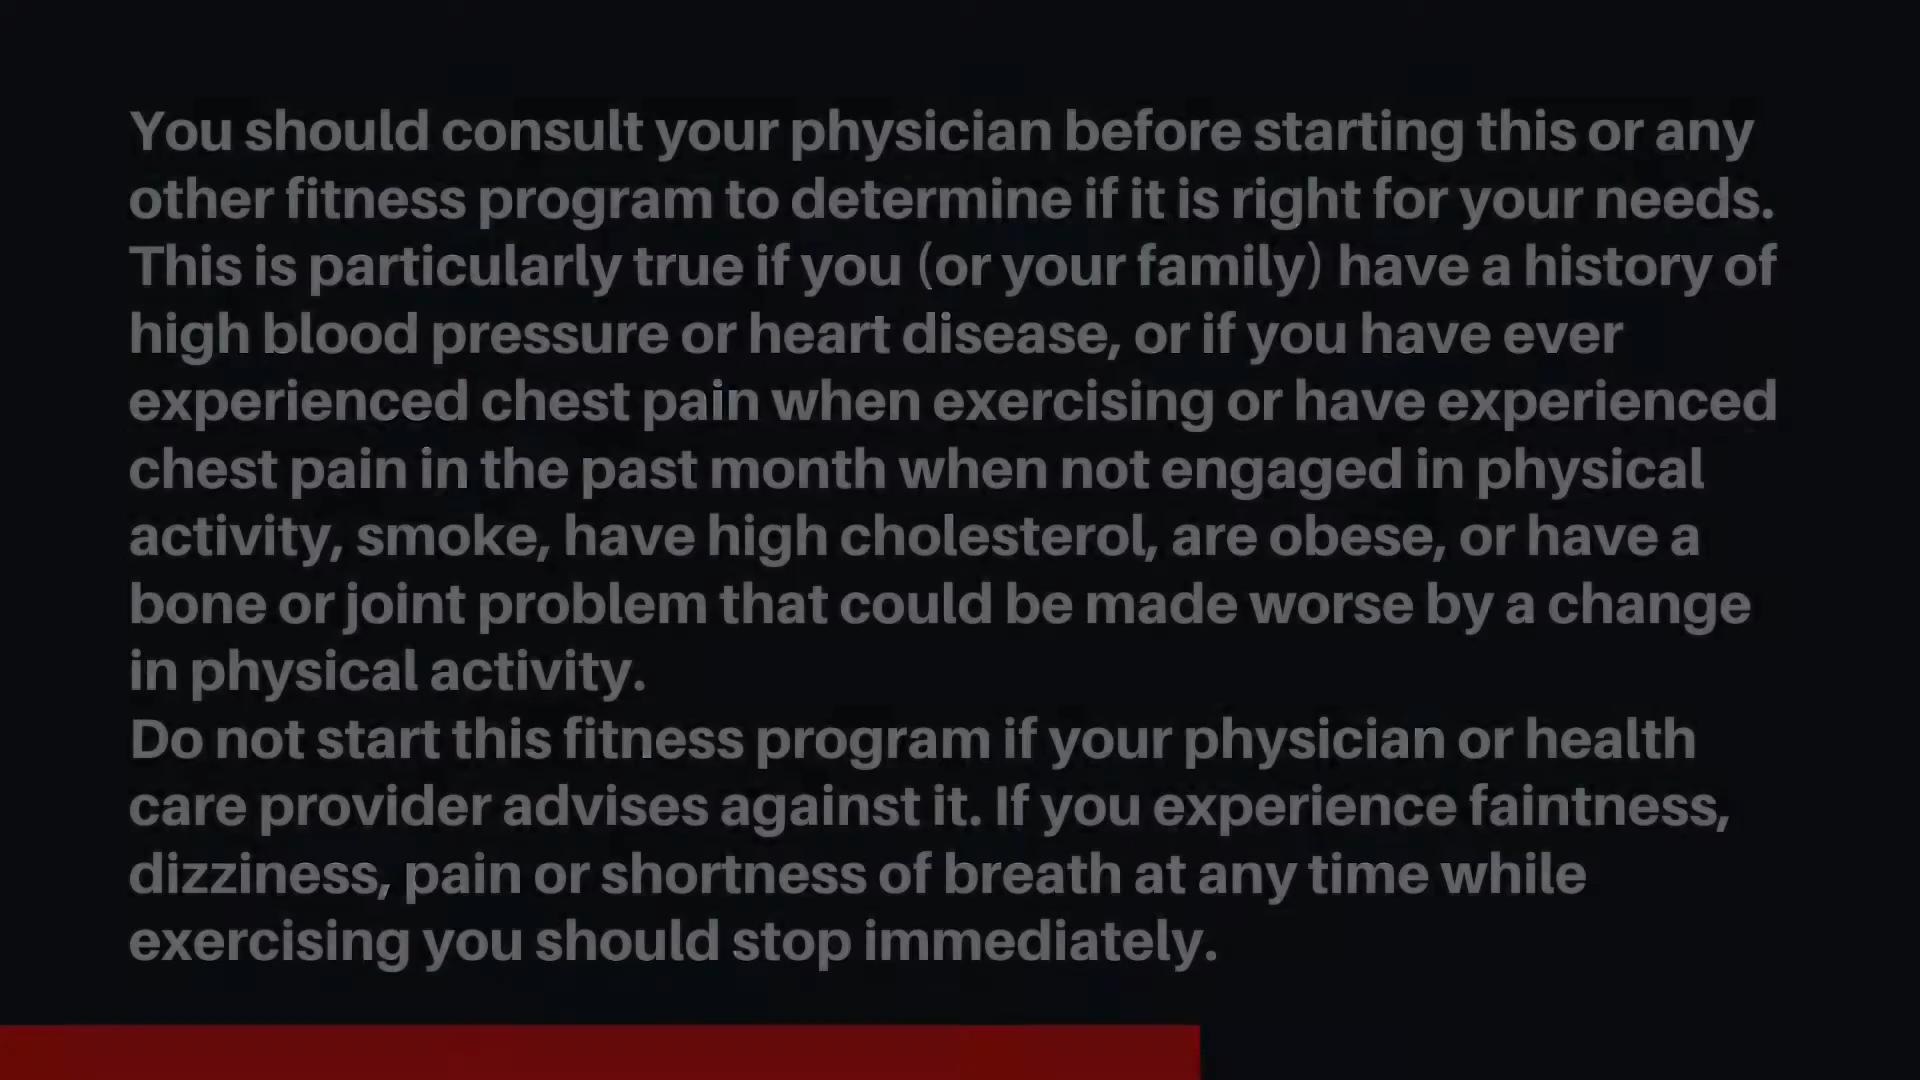 You should consult your physician before starting this or any
other fitness program to determine if it is right for your needs.
This is particularly true if you (or your family) have a history of
high blood pressure or heart disease, or if you have ever
experienced chest pain when exercising or have experienced
chest pain in the past month when not engaged in physical
activity, smoke, have high cholesterol, are obese, or have a
bone or joint problem that could be made worse by a change
in physical activity.
Do not start this fitness program if your physician or health
care provider advises against it. If you experience faintness,
dizziness, pain or shortness of breath at any time while
exercising you should stop immediately.